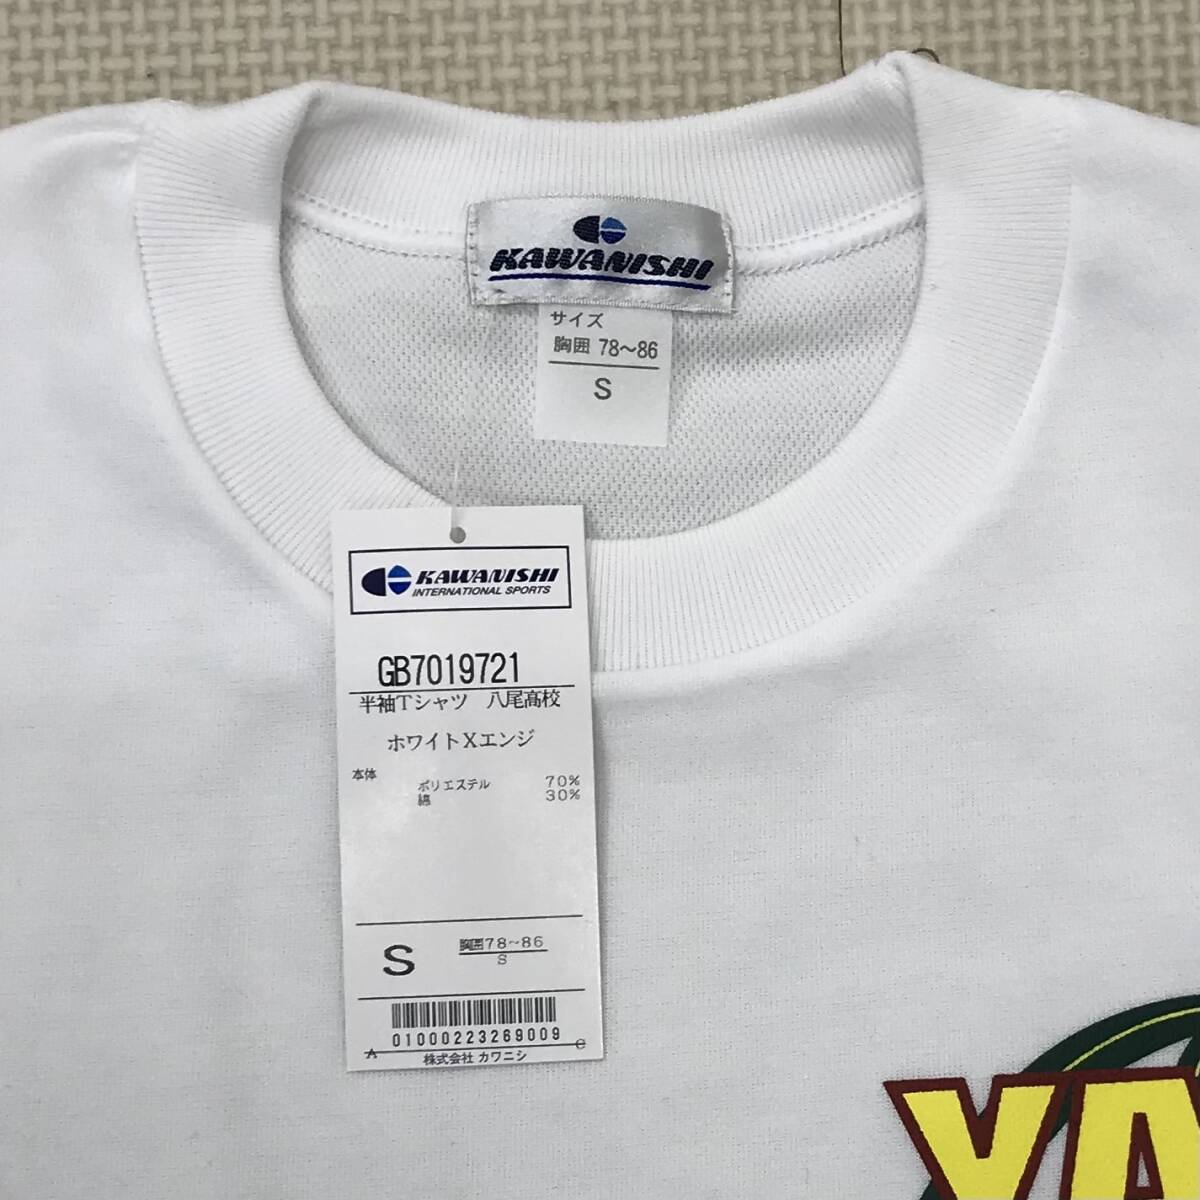 KAWANISHI
サイズ
胸囲 78～86
S
KAWANISHI
INTERNATIONAL SPORTS
GB7019721
半袖Tシャツ 八尾高校
ホワイトXエンジ
本体 ポリエステル 70%
綿 30%
S 胸囲78～86
S
01000223269009
A C
株式会社 カワニシ
YA